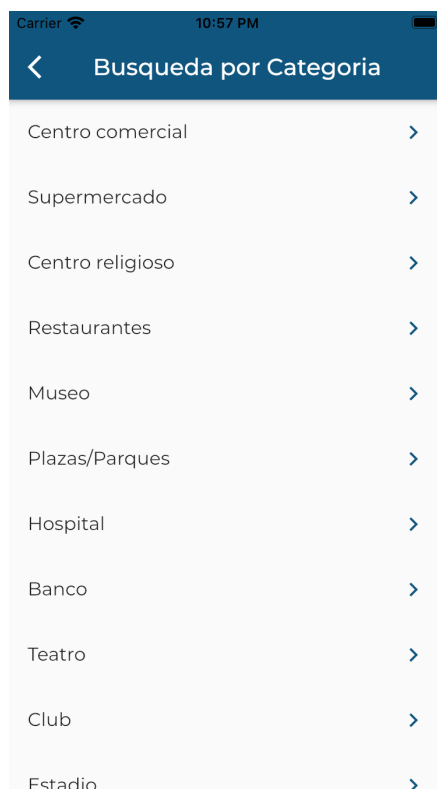 Carrier 10:57 PM
Busqueda por Categoria
Centro comercial
Supermercado
Centro religioso
Restaurantes
Museo
Plazas/Parques
Hospital
Banco
Teatro
Club
Estadio